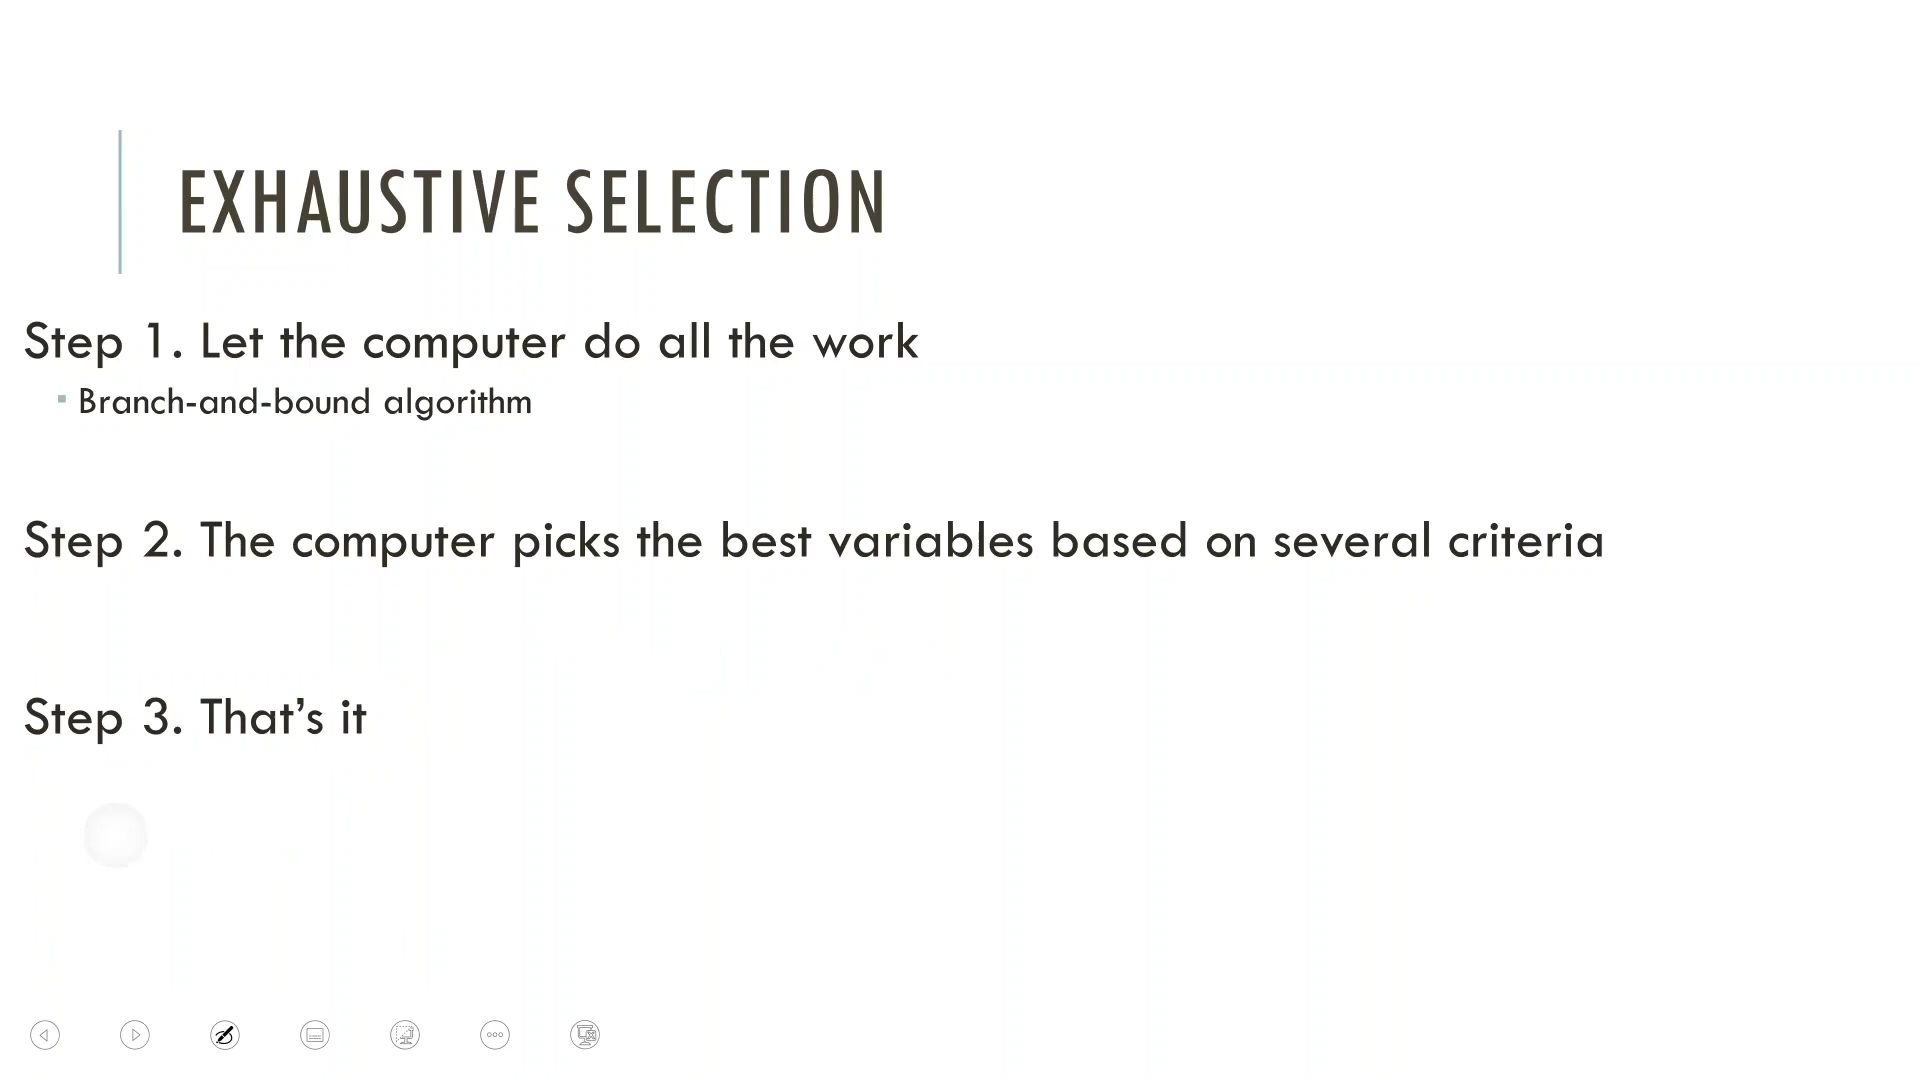 EXHAUSTIVE SELECTION
Step 1. Let the computer do all the work
Branch-and-bound algorithm
Step 2. The computer picks the best variables based on several criteria
Step 3. That’s it